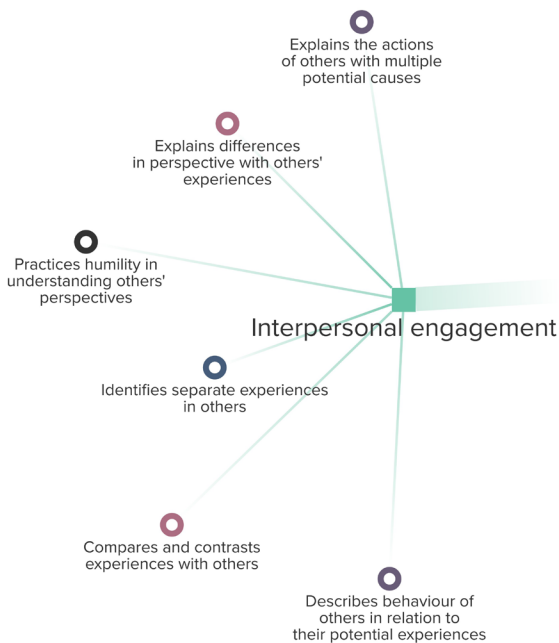 Explains the actions
of others with multiple
potential causes
Explains differences
in perspective with others'
experiences
Practices humility in
understanding others'
perspectives
Interpersonal engagement
Identifies separate experiences
in others
Compares and contrasts
experiences with others
Describes behaviour of
others in relation to
their potential experiences